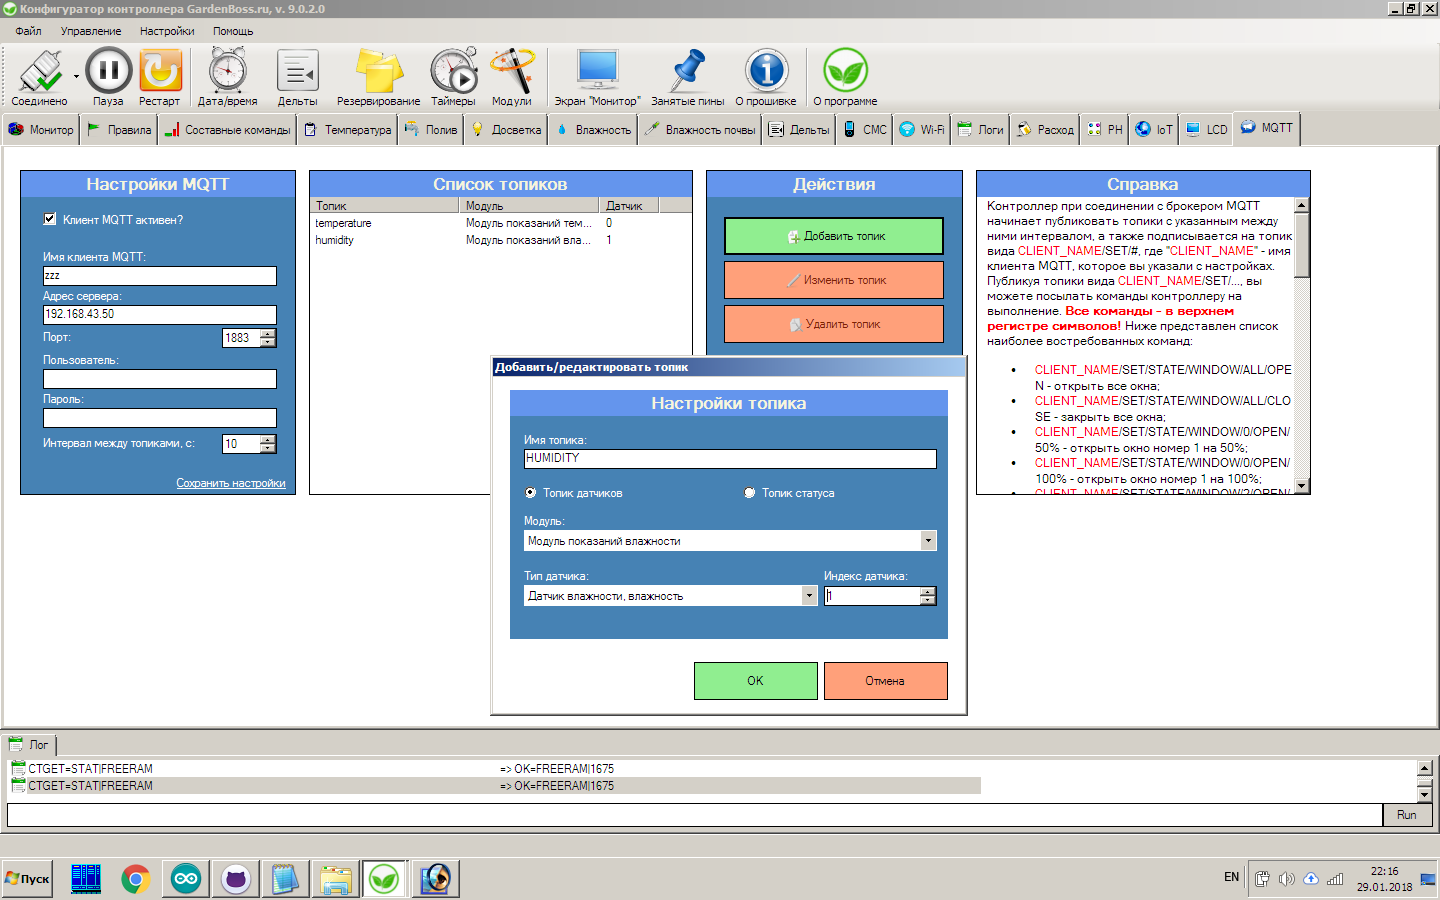 Конфигуратор контроллера GardenBoss.ru, v. 9.0.2.0
Файл Управление Настройки Помощь
Соединено Пауза Рестарт Дата/время Дельты Резервирование Таймеры Модули Экран "Монитор" Занятые пины О прошивке О программе
Монитор Правила Составные команды Температура Полив Досветка Влажность Влажность почвы Дельты СМС Wi-Fi Логи Расход PH IoT LCD MQTT
Настройки MQTT
Клиент MQTT активен?
Имя клиента MQTT:
zzz
Адрес сервера:
192.168.43.50
Порт: 1883
Пользователь:
Пароль:
Интервал между топиками, с: 10
Сохранить настройки
Список топиков
Топик Модуль Датчик
temperature Модуль показаний тем... 0
humidity Модуль показаний вла... 1
Действия
Добавить топик
Изменить топик
Удалить топик
Справка
Контроллер при соединении с брокером MQTT
начинает публиковать топики с указанным между
ними интервалом, а также подписывается на топик
вида CLIENT_NAME/SET/#, где "CLIENT_NAME" - имя
клиента MQTT, которое вы указали с настройках.
Публикуя топики вида CLIENT_NAME/SET/..., вы
можете посылать команды контроллеру на
выполнение. Все команды - в верхнем
регистре символов! Ниже представлен список
наиболее востребованных команд:
• CLIENT_NAME/SET/STATE/WINDOW/ALL/OPE
N - открыть все окна;
• CLIENT_NAME/SET/STATE/WINDOW/ALL/CLO
SE - закрыть все окна;
• CLIENT_NAME/SET/STATE/WINDOW/0/OPEN/
50% - открыть окно номер 1 на 50%;
• CLIENT_NAME/SET/STATE/WINDOW/0/OPEN/
100% - открыть окно номер 1 на 100%;
• CLIENT_NAME/SET/STATE/WINDOW/2/OPEN/
Добавить/редактировать топик
Настройки топика
Имя топика:
HUMIDITY
Топик датчиков Топик статуса
Модуль:
Модуль показаний влажности
Тип датчика: Индекс датчика:
Датчик влажности, влажность 1
OK Отмена
Лог
CTGET=STAT|FREERAM => OK=FREERAM|1675
CTGET=STAT|FREERAM => OK=FREERAM|1675
Run
Пуск EN 22:16
29.01.2018